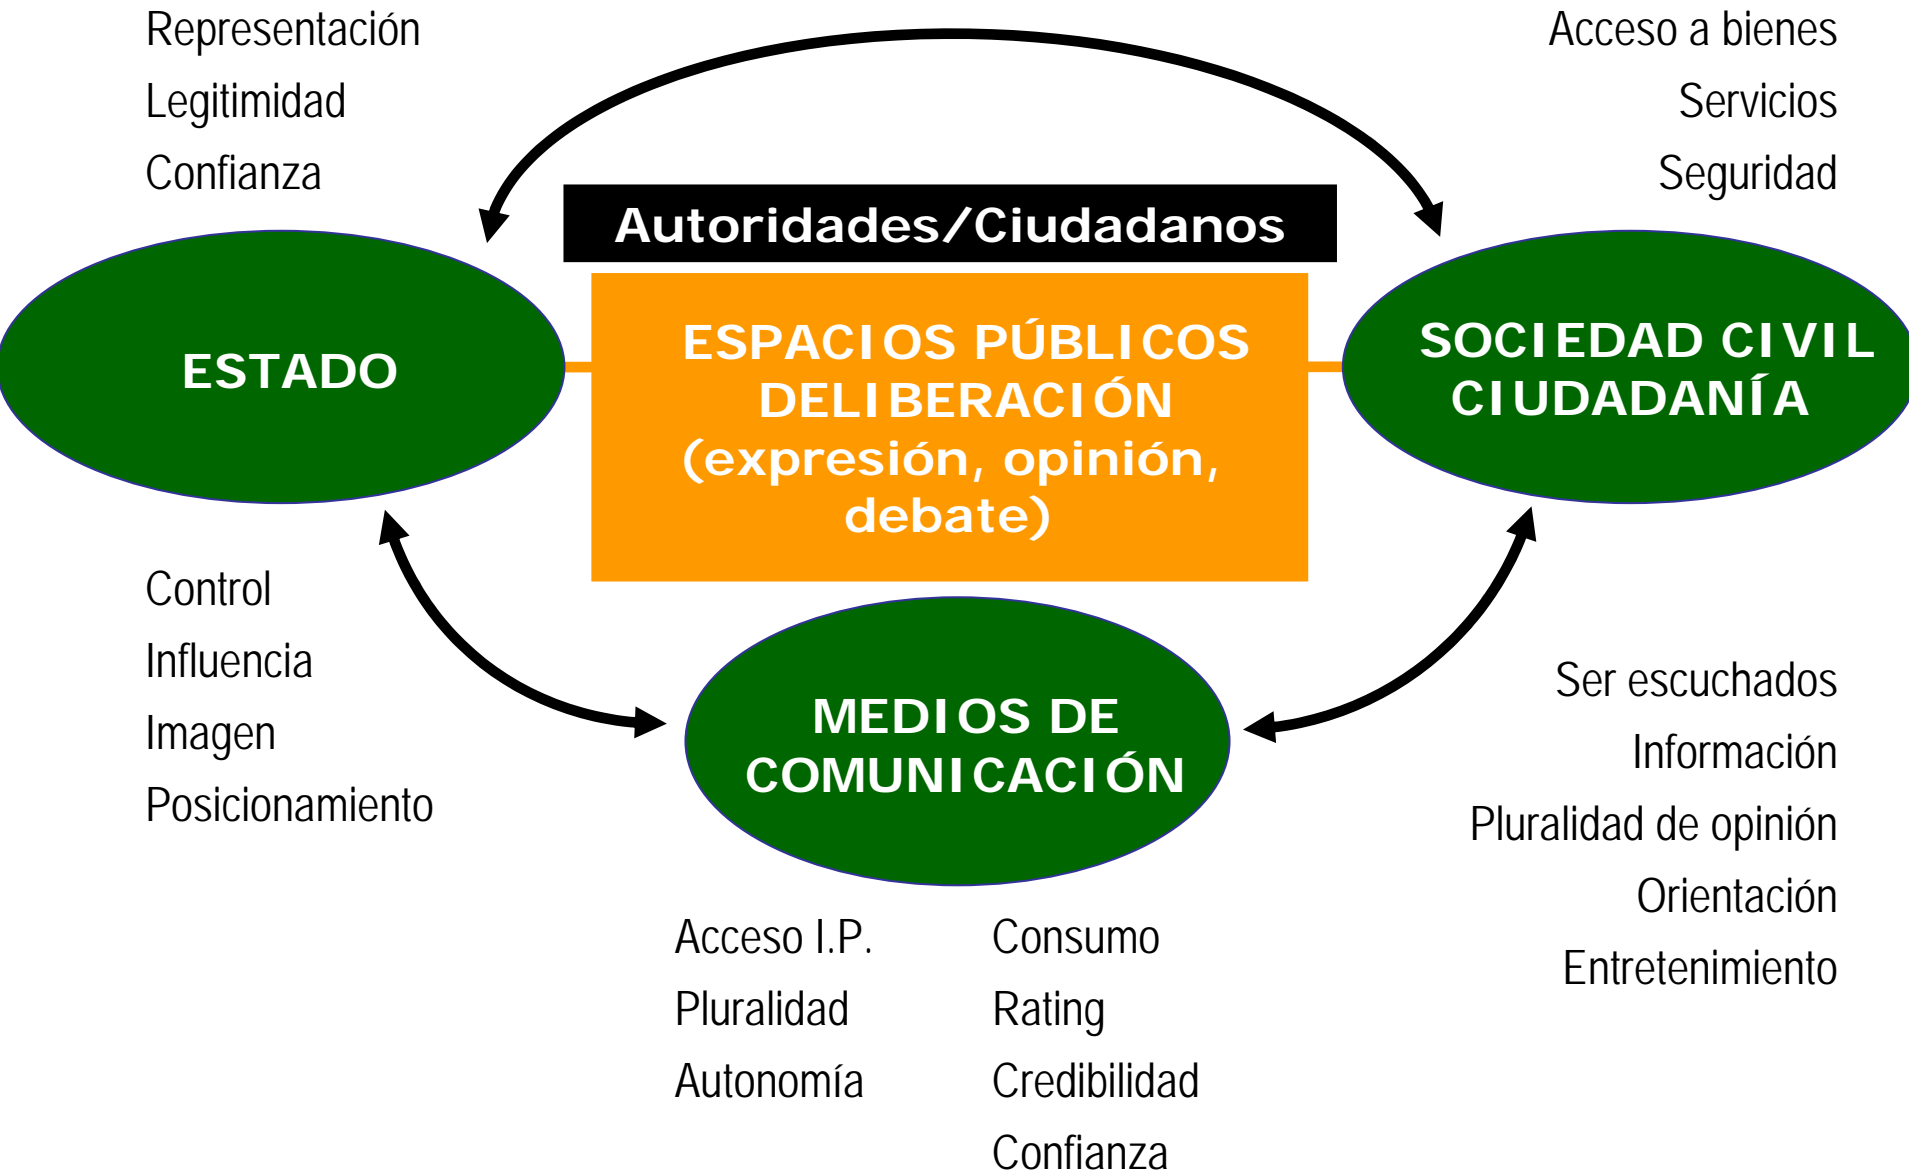 Representación
Legitimidad
Confianza
Acceso a bienes
Servicios
Seguridad
Autoridades/Ciudadanos
ESTADO
ESPACIOS PÚBLICOS
DELIBERACIÓN
(expresión, opinión,
debate)
SOCIEDAD CIVIL
CIUDADANÍA
Control
Influencia
Imagen
Posicionamiento
MEDIOS DE
COMUNICACIÓN
Ser escuchados
Información
Pluralidad de opinión
Orientación
Entretenimiento
Acceso I.P.
Pluralidad
Autonomía
Consumo
Rating
Credibilidad
Confianza